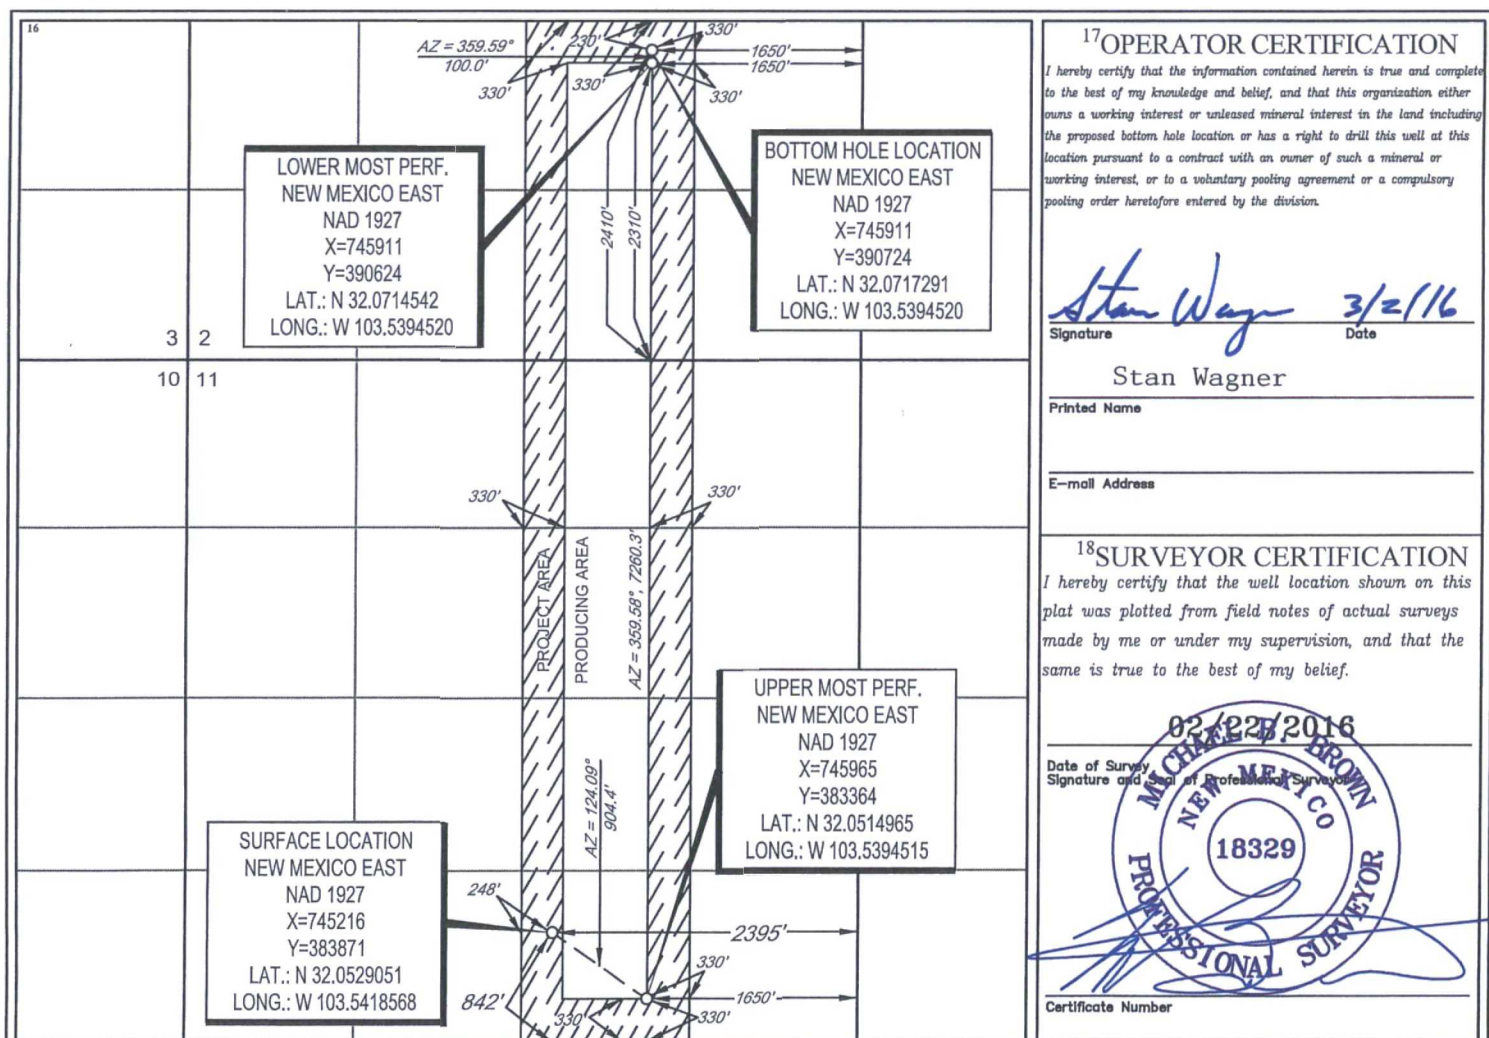 16
AZ = 359.59°
100.0'
230'
330'
1650'
1650'
330'
330'
330'
LOWER MOST PERF.
NEW MEXICO EAST
NAD 1927
X=745911
Y=390624
LAT.: N 32.0714542
LONG.: W 103.5394520
2410'
2310'
BOTTOM HOLE LOCATION
NEW MEXICO EAST
NAD 1927
X=745911
Y=390724
LAT.: N 32.0717291
LONG.: W 103.5394520
3 2
10 11
330'
330'
PROJECT AREA
PRODUCING AREA
AZ = 359.58°, 7260.3'
UPPER MOST PERF.
NEW MEXICO EAST
NAD 1927
X=745965
Y=383364
LAT.: N 32.0514965
LONG.: W 103.5394515
AZ = 124.09°
904.4'
SURFACE LOCATION
NEW MEXICO EAST
NAD 1927
X=745216
Y=383871
LAT.: N 32.0529051
LONG.: W 103.5418568
248'
2395'
842'
330'
1650'
330'
330'
17 OPERATOR CERTIFICATION
I hereby certify that the information contained herein is true and complete
to the best of my knowledge and belief, and that this organization either
owns a working interest or unleased mineral interest in the land including
the proposed bottom hole location or has a right to drill this well at this
location pursuant to a contract with an owner of such a mineral or
working interest, or to a voluntary pooling agreement or a compulsory
pooling order heretofore entered by the division.
Stan Wagner 3/2/16
Signature Date
Stan Wagner
Printed Name
E-mail Address
18 SURVEYOR CERTIFICATION
I hereby certify that the well location shown on this
plat was plotted from field notes of actual surveys
made by me or under my supervision, and that the
same is true to the best of my belief.
02/22/2016
Date of Survey
Signature and Seal of Professional Surveyor
MICHAEL B. BROWN
NEW MEXICO
18329
PROFESSIONAL SURVEYOR
Certificate Number